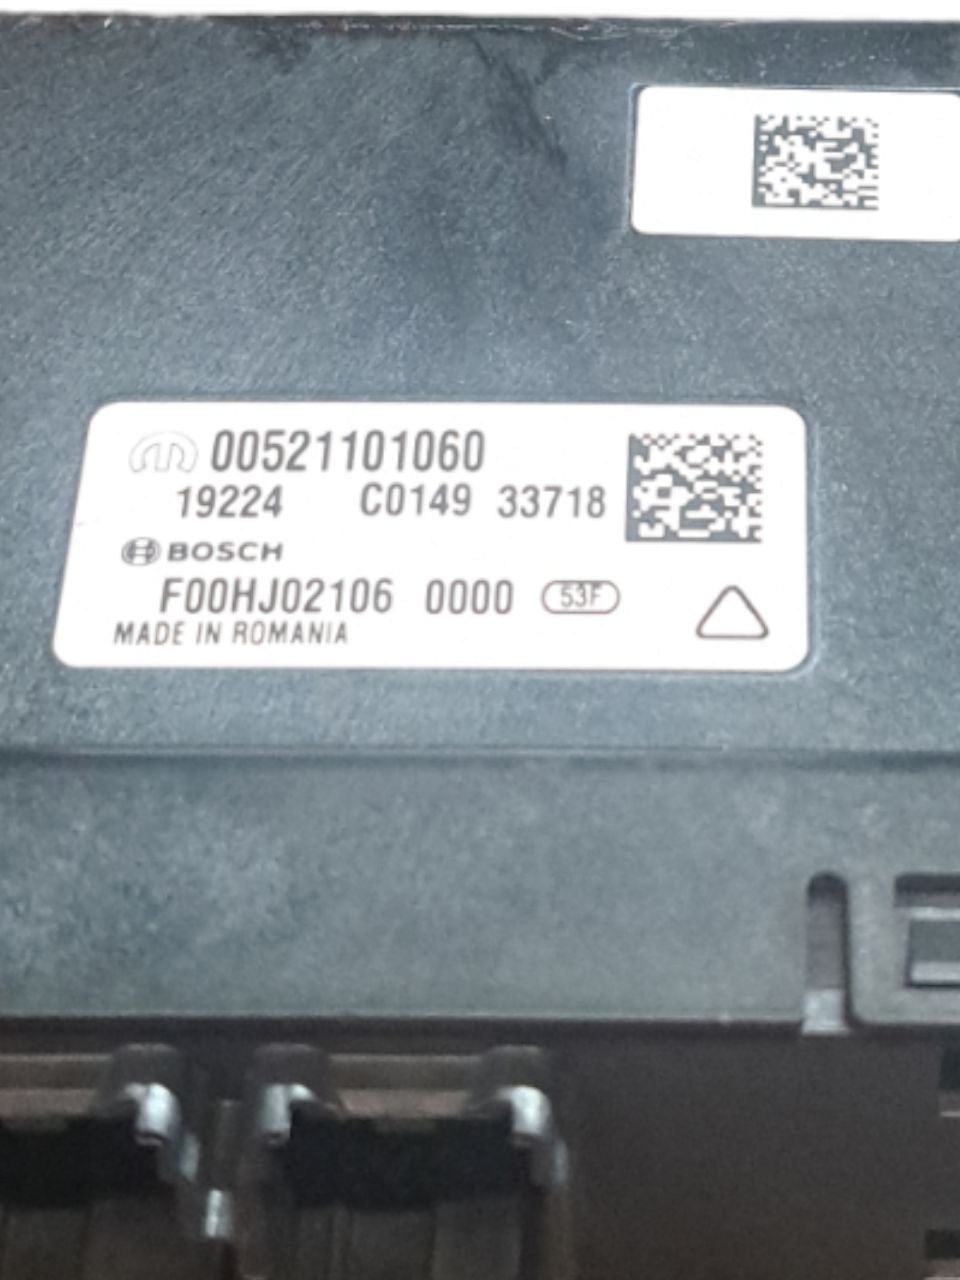 00521101060
19224 C0149 33718
BOSCH
F00HJ02106 0000 53F
MADE IN ROMANIA